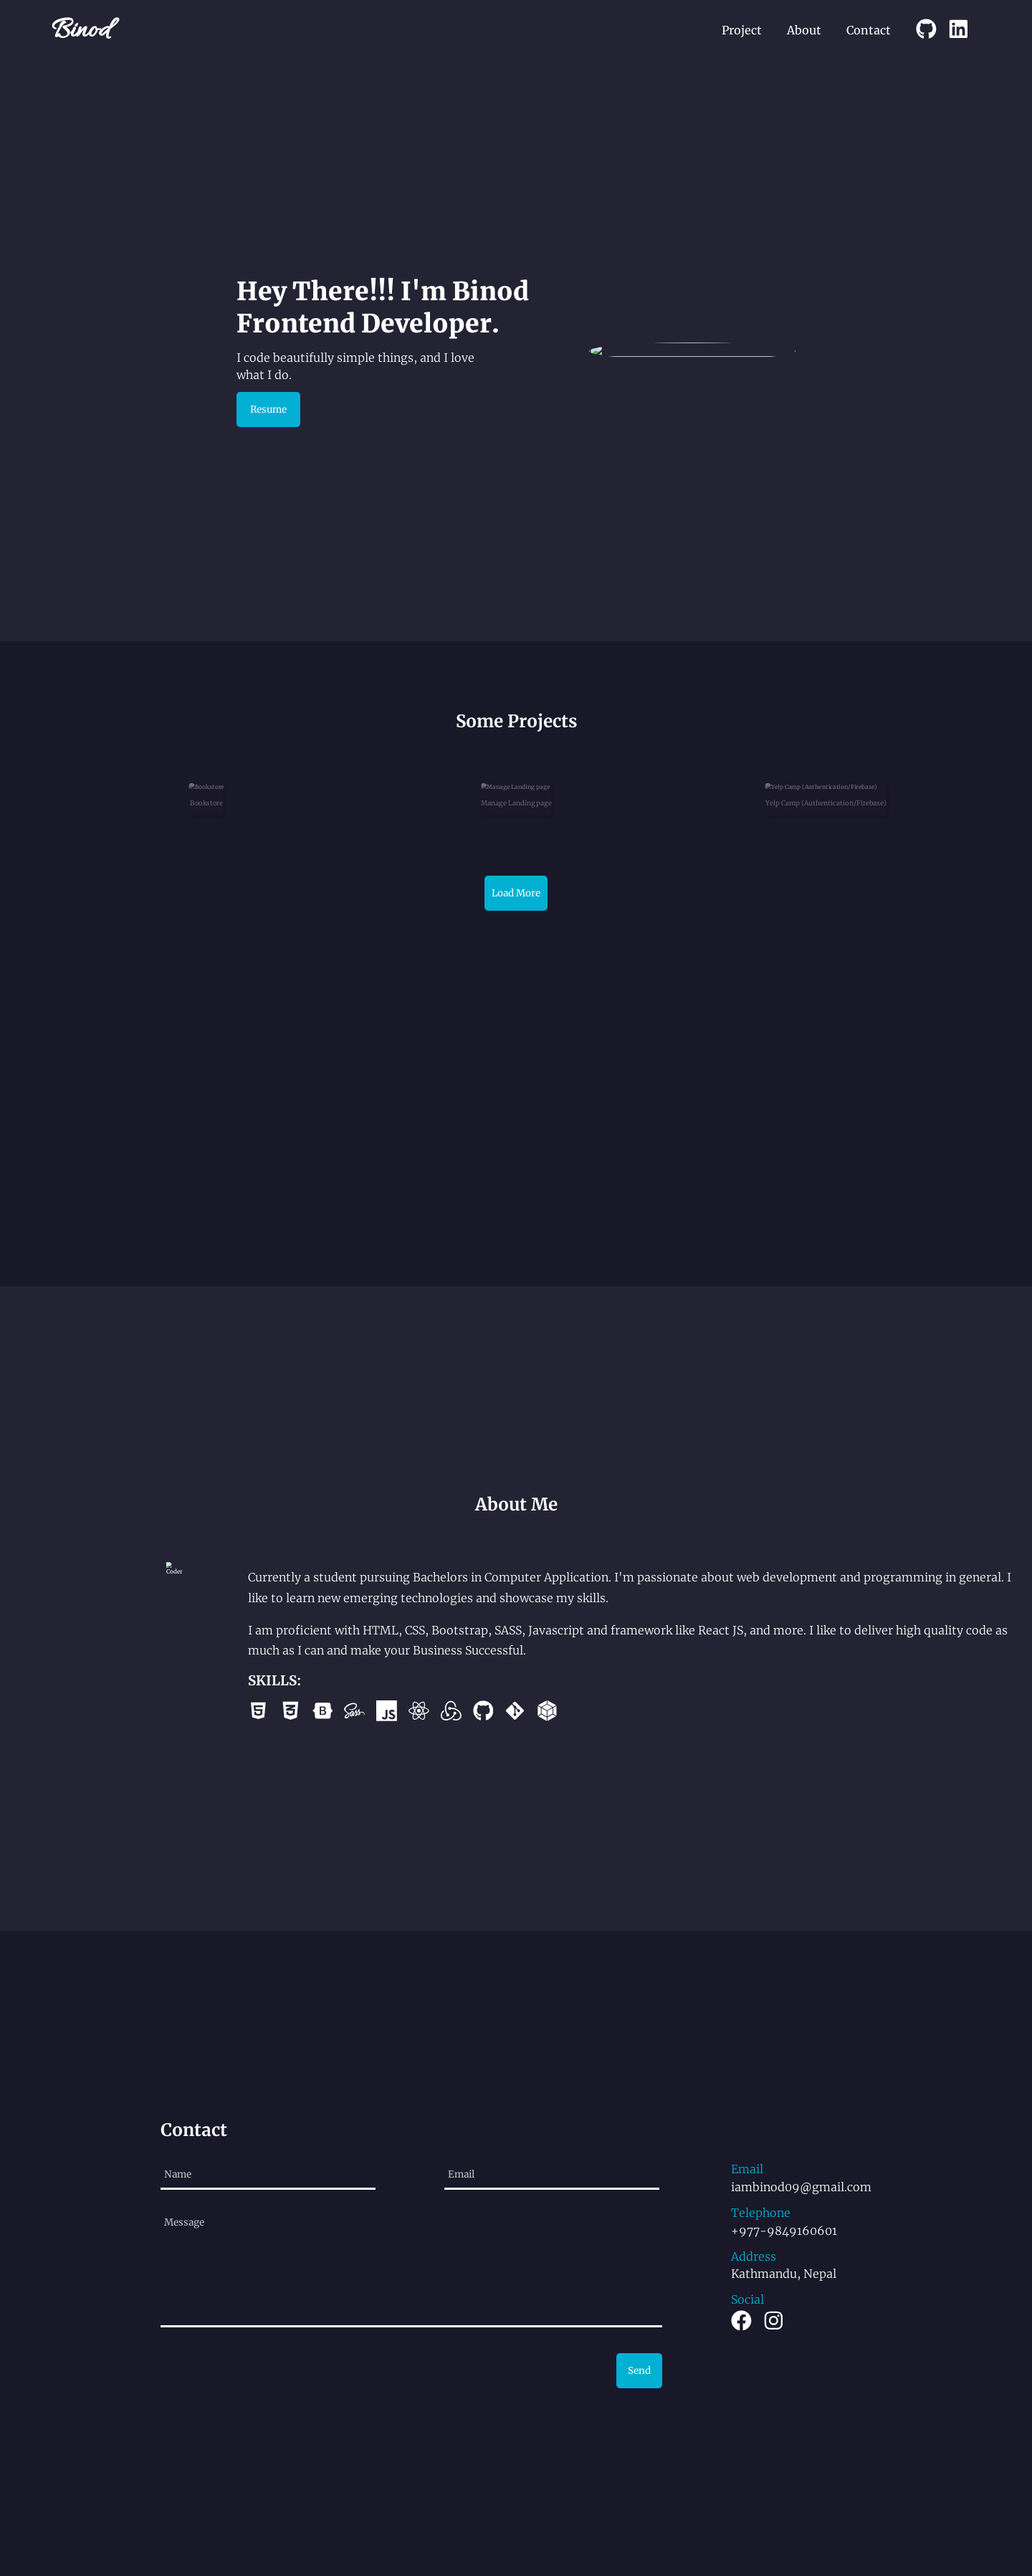 Binod
Project
About
Contact
Hey There!!! I'm Binod
Frontend Developer.
I code beautifully simple things, and I love
what I do.
Resume
Some Projects
Bookstore
Bookstore
Manage Landing page
Manage Landing page
Yelp Camp (Authentication/Firebase)
Yelp Camp (Authentication/Firebase)
Load More
About Me
Coder
Currently a student pursuing Bachelors in Computer Application. I'm passionate about web development and programming in general. I
like to learn new emerging technologies and showcase my skills.
I am proficient with HTML, CSS, Bootstrap, SASS, Javascript and framework like React JS, and more. I like to deliver high quality code as
much as I can and make your Business Successful.
SKILLS:
5
3
B
Sass
JS
Contact
Name
Email
Message
Send
Email
iambinod09@gmail.com
Telephone
+977-9849160601
Address
Kathmandu, Nepal
Social